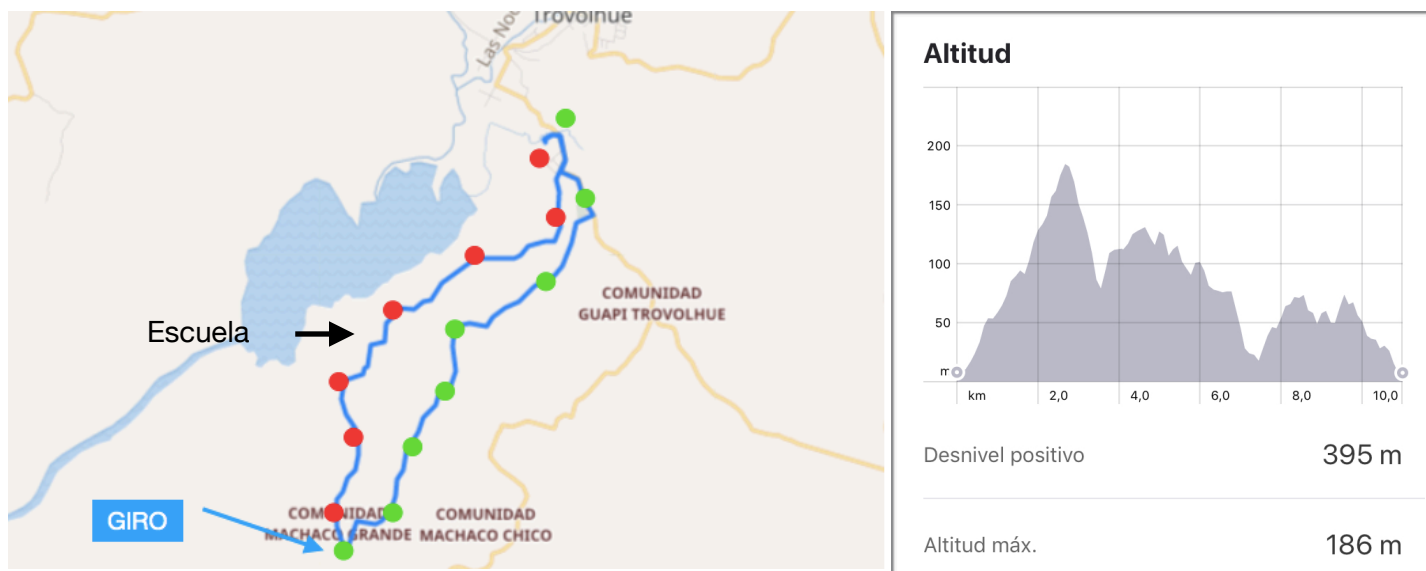 Trovolhue
Las Noc
COMUNIDAD
GUAPI TROVOLHUE
Escuela
GIRO
COMUNIDAD
MACHACO GRANDE
COMUNIDAD
MACHACO CHICO
Altitud
200
150
100
50
m
km 2,0 4,0 6,0 8,0 10,0
Desnivel positivo 395 m
Altitud máx. 186 m